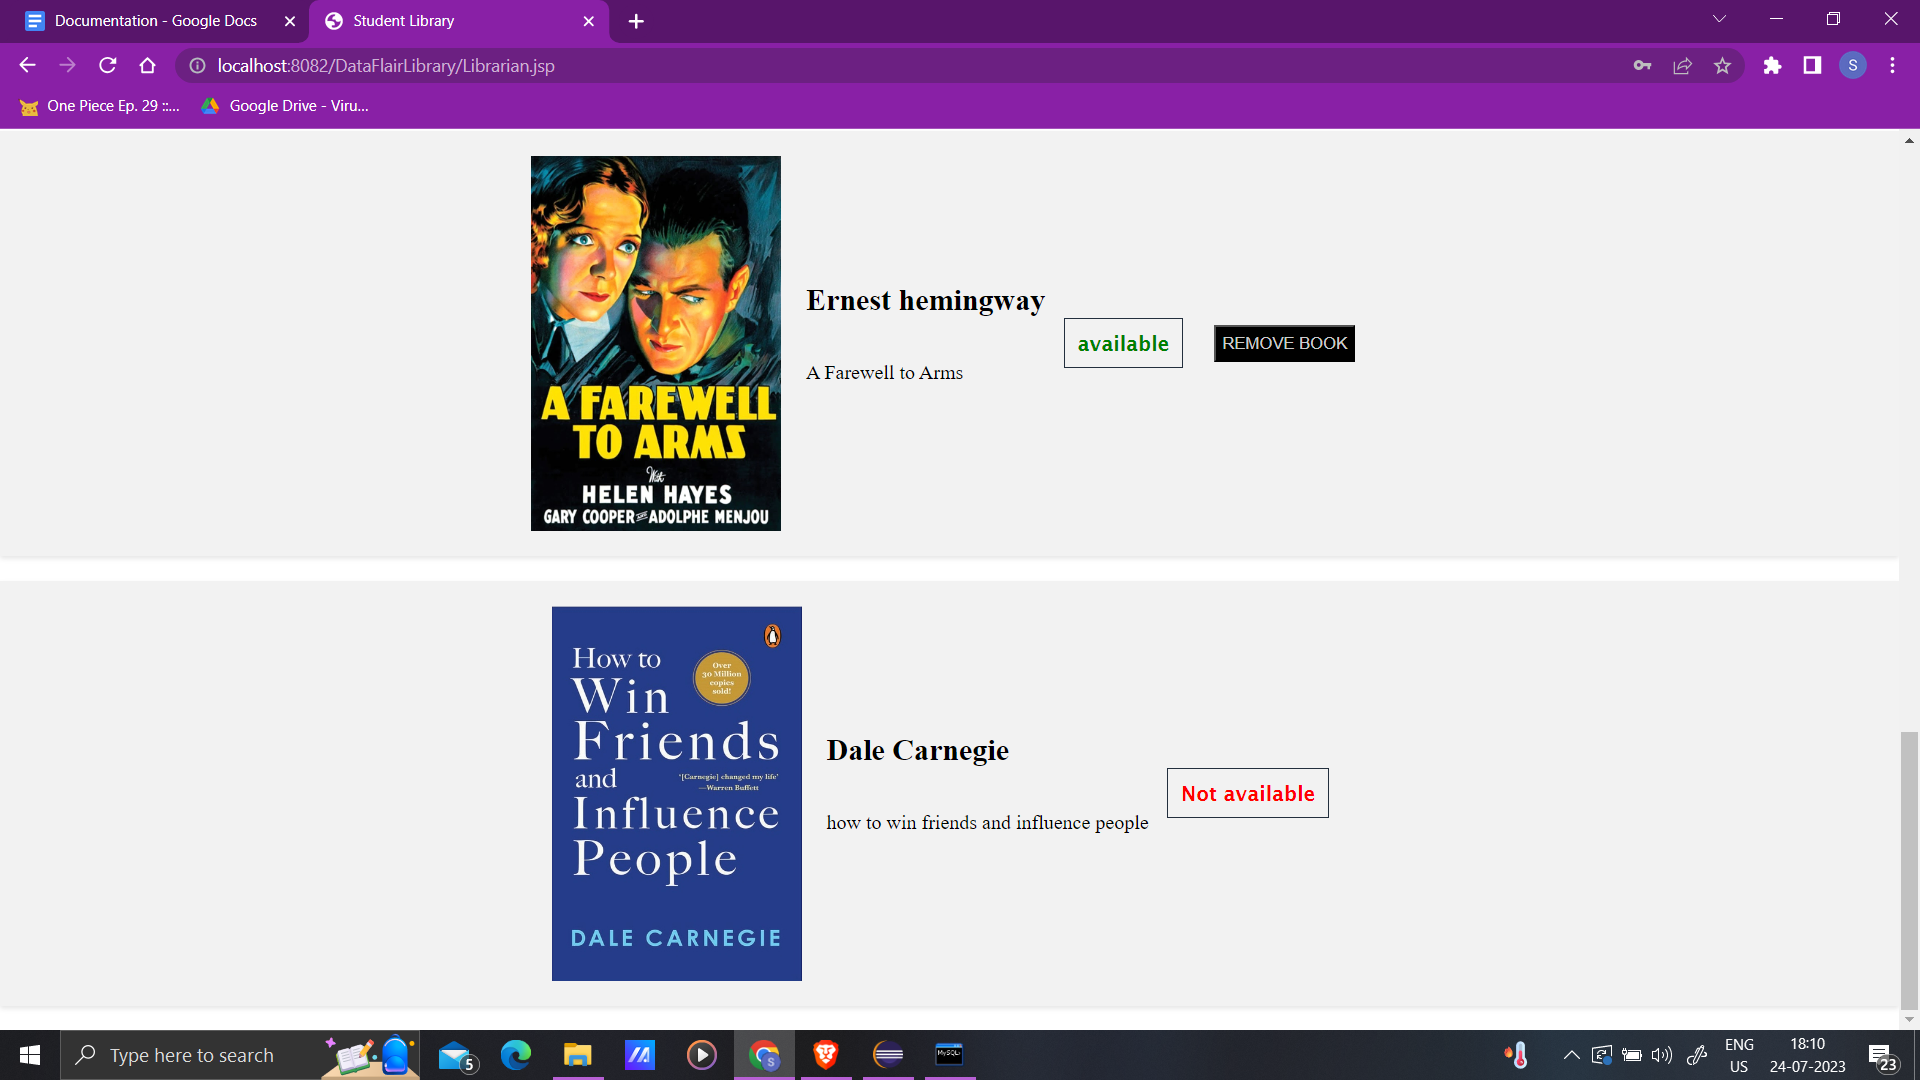 Documentation - Google Docs
Student Library
localhost:8082/DataFlairLibrary/Librarian.jsp
S
One Piece Ep. 29 ::...
Google Drive - Viru...
A FAREWELL
TO ARMS
With
HELEN HAYES
GARY COOPER AND ADOLPHE MENJOU
Ernest hemingway
A Farewell to Arms
available
REMOVE BOOK
How to
Win
Friends
and
Influence
People
Over
30 Million
copies
sold!
'[Carnegie] changed my life'
—Warren Buffett
DALE CARNEGIE
Dale Carnegie
how to win friends and influence people
Not available
Type here to search
5
S
MySQL
ENG
US
18:10
24-07-2023
23